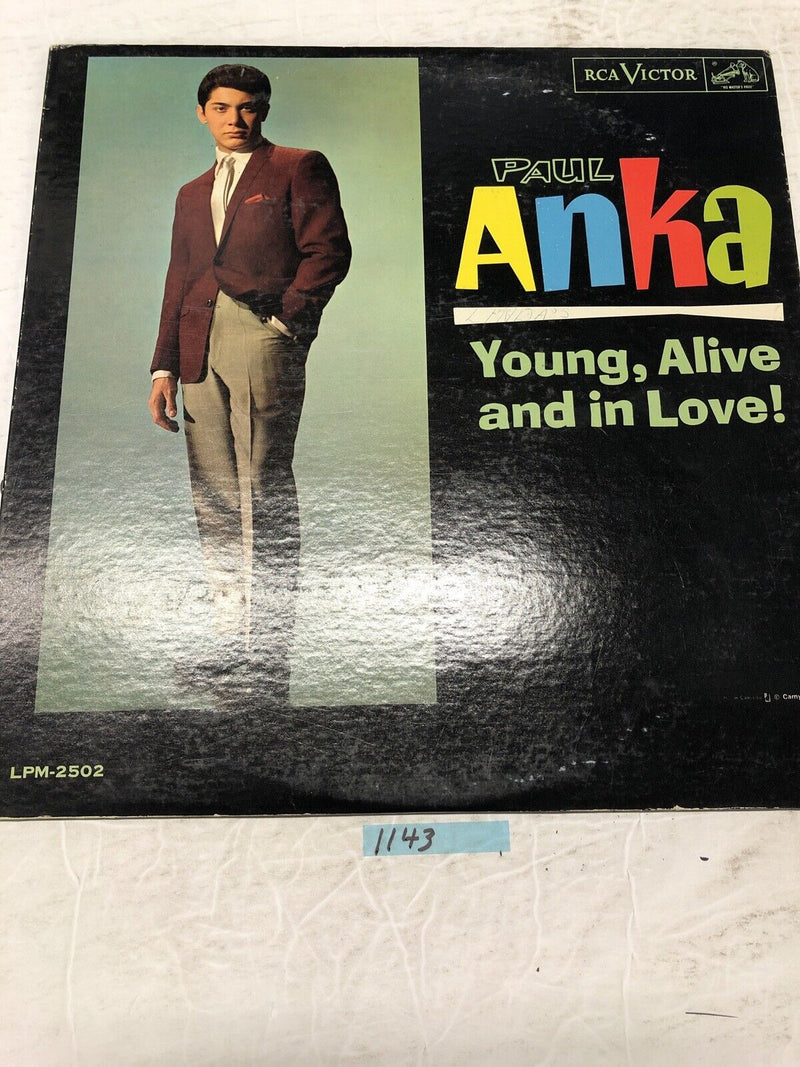 RCA VICTOR
"HIS MASTER'S VOICE"
PAUL
Anka
Young, Alive
and in Love!
LPM-2502
1143